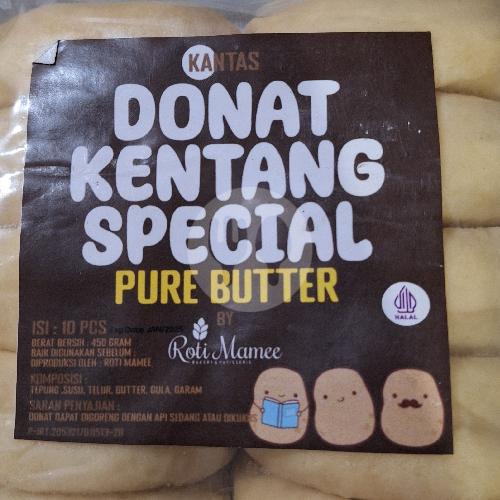 KANTAS
DONAT
KENTANG
SPECIAL
PURE BUTTER
BY
Roti Mamee
BAKERY & PATISSERIE
HALAL
ISI : 10 PCS
BERAT BERSIH : 450 GRAM
BAIK DIGUNAKAN SEBELUM :
DIPRODUKSI OLEH : ROTI MAMEE
KOMPOSISI :
TEPUNG ,SUSU, TELUR, BUTTER, GULA, GARAM
SARAN PENYAJIAN :
DONAT DAPAT DIGORENG DENGAN API SEDANG ATAU DIKUKUS